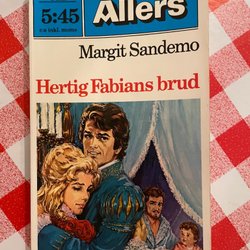 Allers
5:45
Margit Sandemo
Hertig Fabians brud